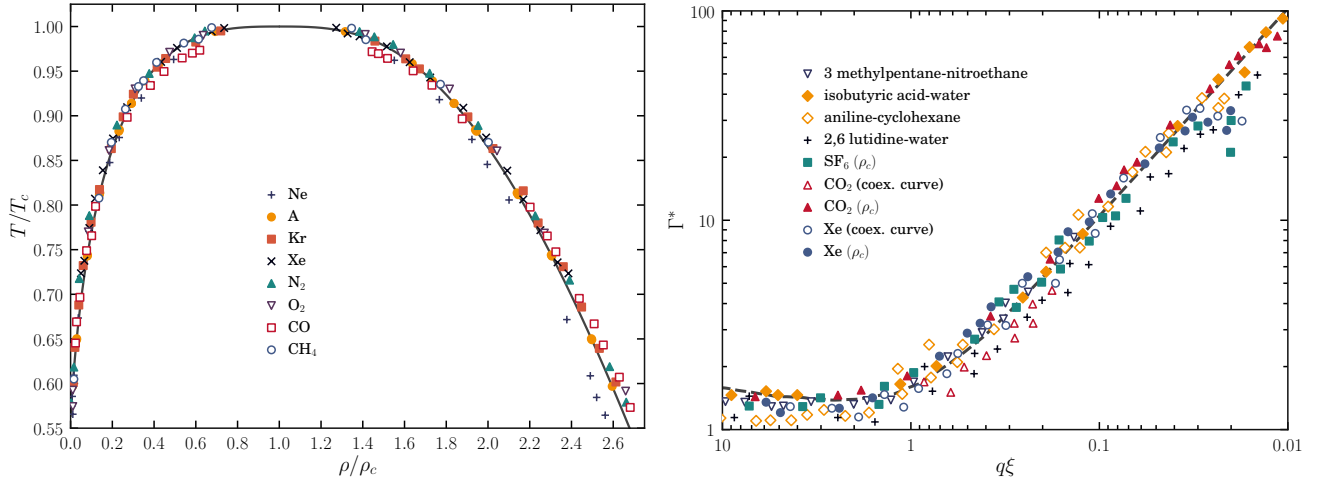 1.00
0.95
0.90
0.85
0.80
0.75
0.70
0.65
0.60
0.55
T/T_c
0.0 0.2 0.4 0.6 0.8 1.0 1.2 1.4 1.6 1.8 2.0 2.2 2.4 2.6
ρ/ρ_c
Ne
A
Kr
Xe
N₂
O₂
CO
CH₄
100
10
1
Γ*
10 1 0.1 0.01
qξ
3 methylpentane-nitroethane
isobutyric acid-water
aniline-cyclohexane
2,6 lutidine-water
SF₆ (ρ_c)
CO₂ (coex. curve)
CO₂ (ρ_c)
Xe (coex. curve)
Xe (ρ_c)